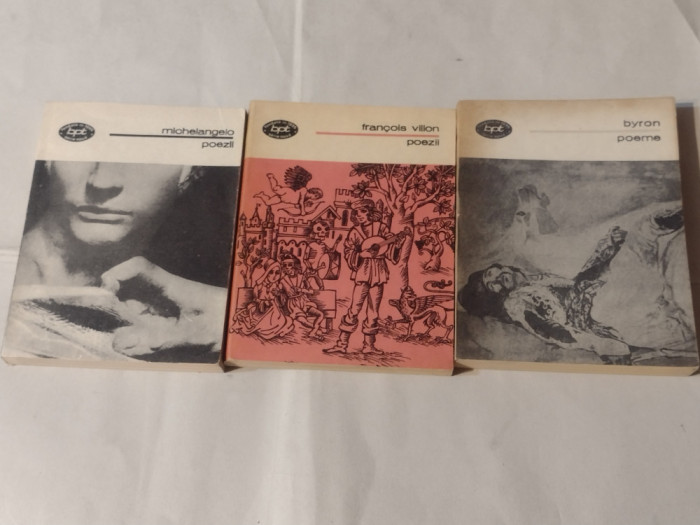 bpt
michelangelo
poezii
bpt
françois villon
poezii
bpt
byron
poeme